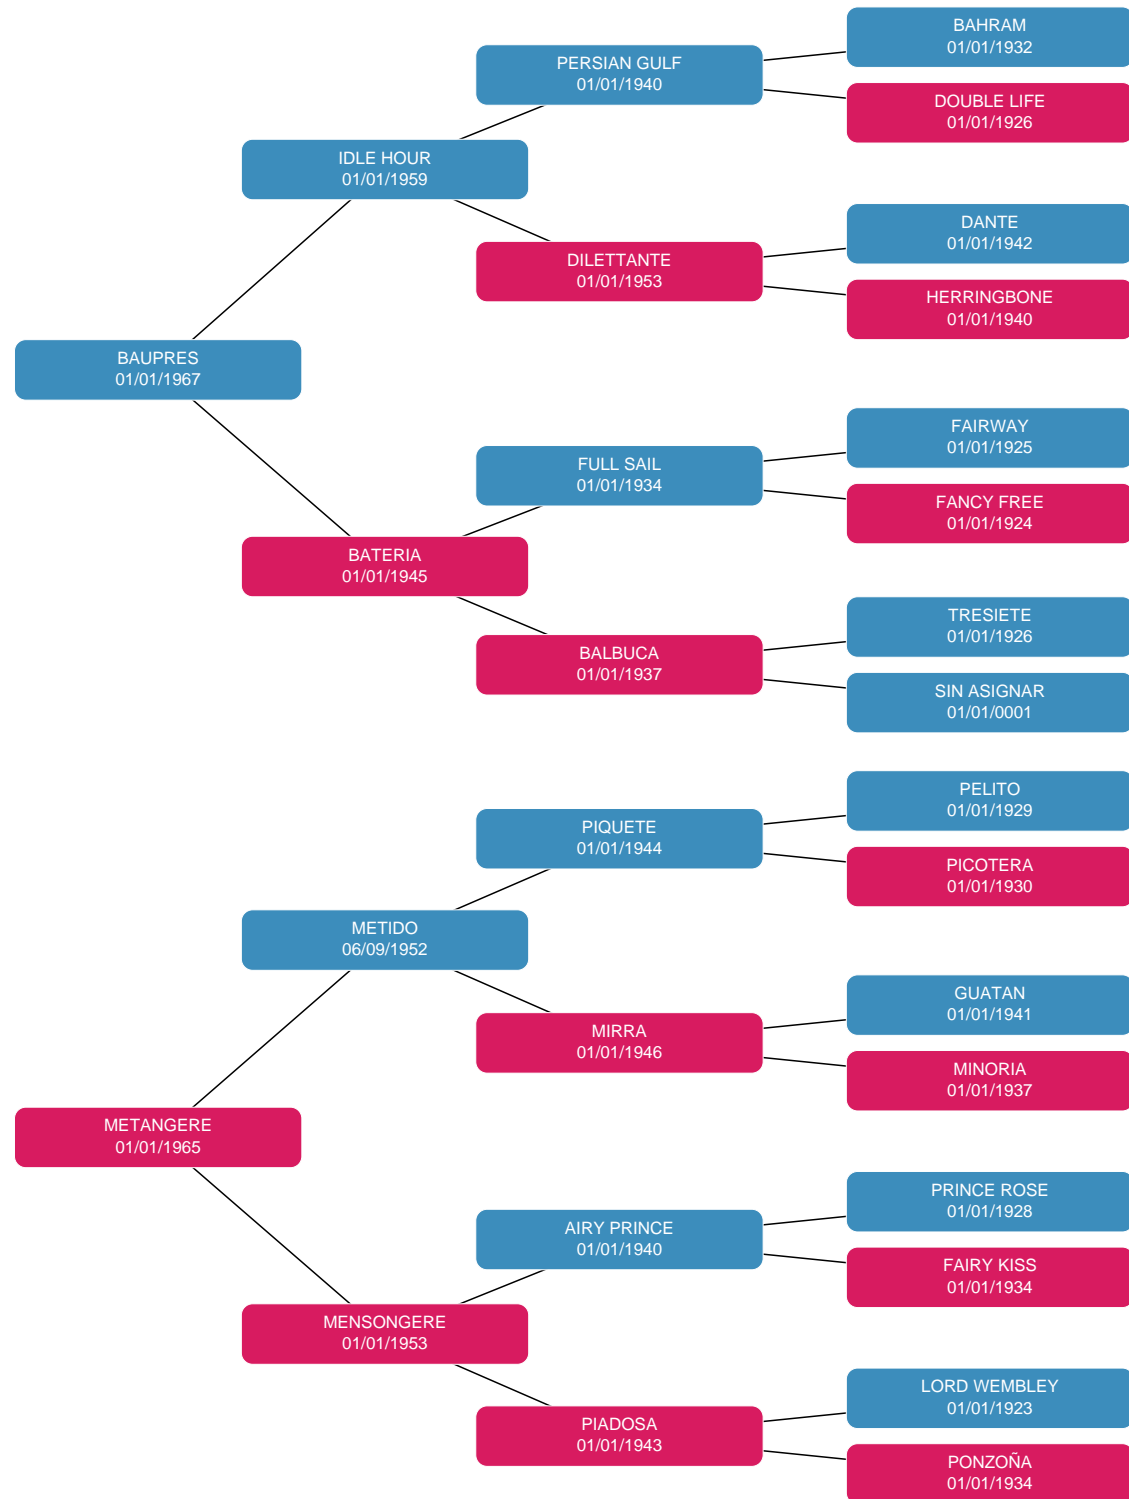 BAHRAM
01/01/1932
PERSIAN GULF
01/01/1940
DOUBLE LIFE
01/01/1926
IDLE HOUR
01/01/1959
DANTE
01/01/1942
DILETTANTE
01/01/1953
HERRINGBONE
01/01/1940
BAUPRES
01/01/1967
FAIRWAY
01/01/1925
FULL SAIL
01/01/1934
FANCY FREE
01/01/1924
BATERIA
01/01/1945
TRESIETE
01/01/1926
BALBUCA
01/01/1937
SIN ASIGNAR
01/01/0001
PELITO
01/01/1929
PIQUETE
01/01/1944
PICOTERA
01/01/1930
METIDO
06/09/1952
GUATAN
01/01/1941
MIRRA
01/01/1946
MINORIA
01/01/1937
METANGERE
01/01/1965
PRINCE ROSE
01/01/1928
AIRY PRINCE
01/01/1940
FAIRY KISS
01/01/1934
MENSONGERE
01/01/1953
LORD WEMBLEY
01/01/1923
PIADOSA
01/01/1943
PONZOÑA
01/01/1934